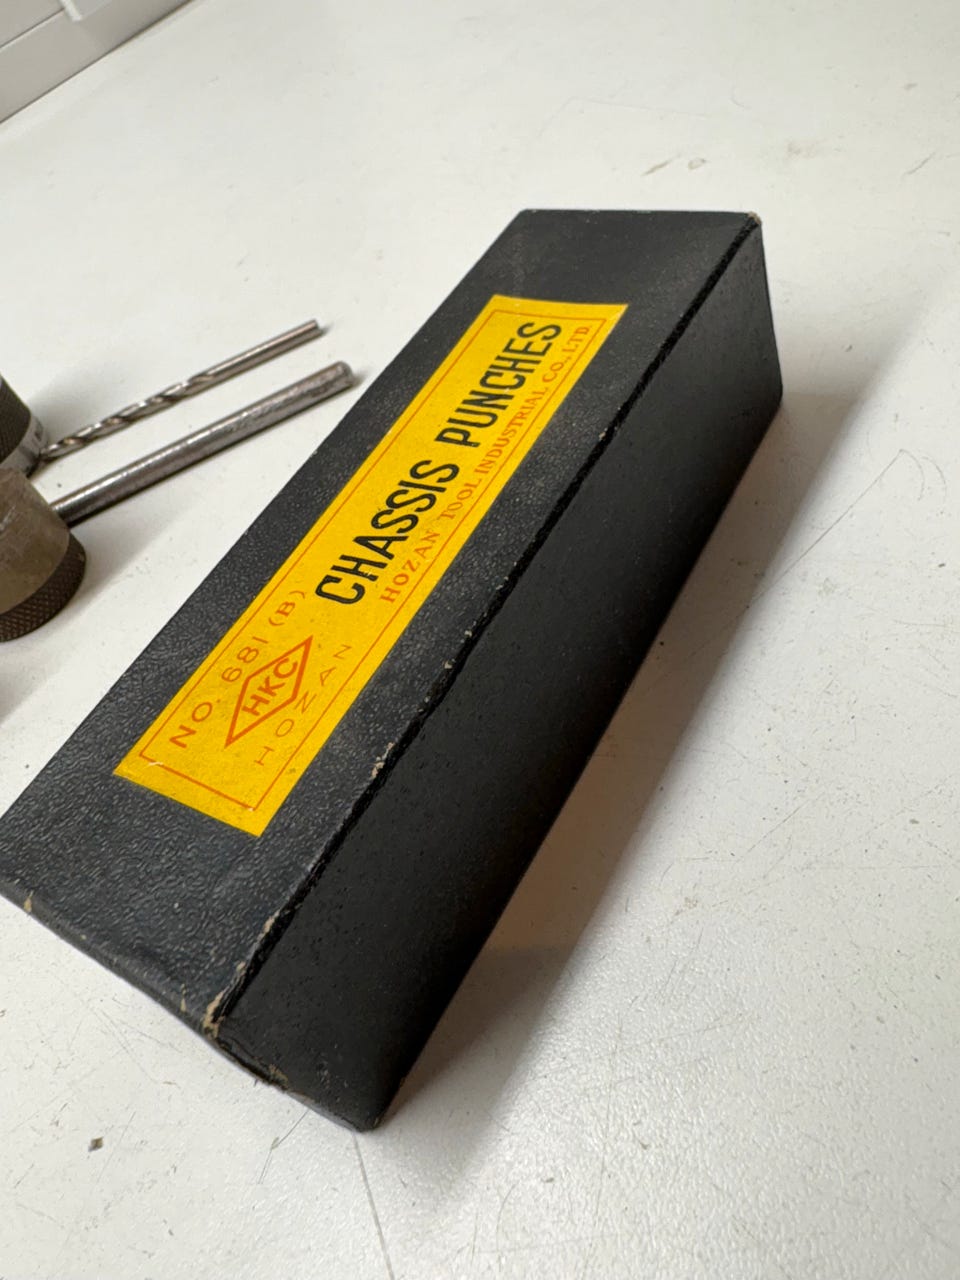 NO. 681 (B)
HKC
HOZAN
CHASSIS PUNCHES
HOZAN TOOL INDUSTRIAL CO., LTD